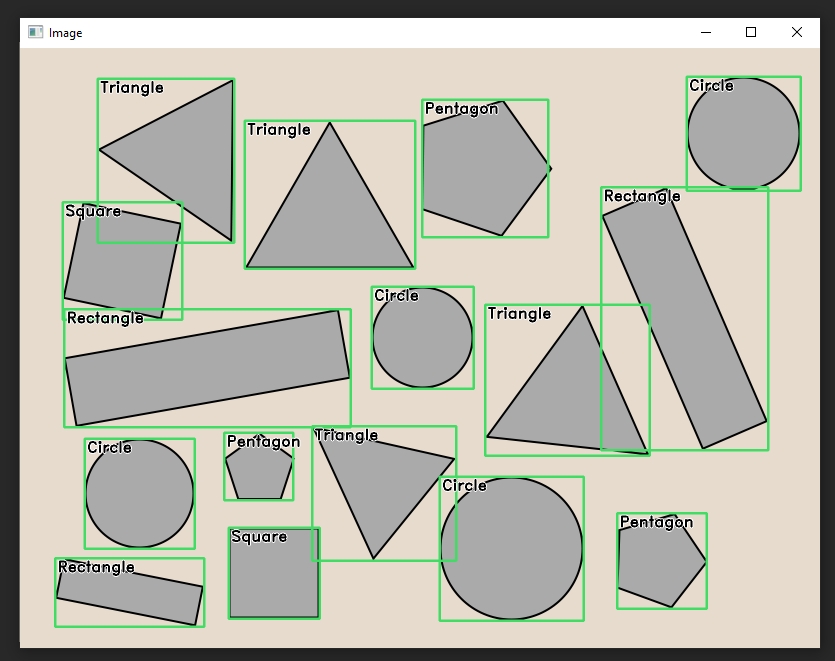 Image
Circle
Triangle
Pentagon
Triangle
Rectangle
Square
Circle
Triangle
Rectangle
Triangle
Pentagon
Circle
Circle
Pentagon
Square
Rectangle